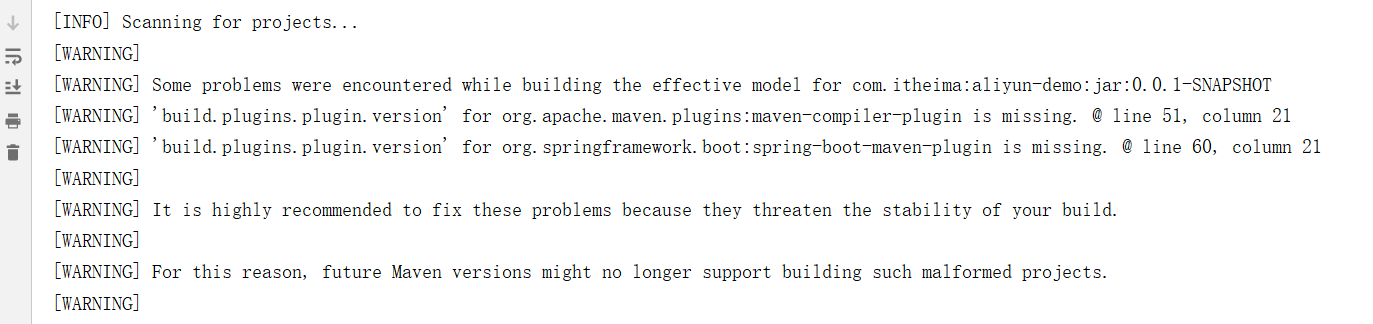 [INFO] Scanning for projects...
[WARNING]
[WARNING] Some problems were encountered while building the effective model for com.itheima:aliyun-demo:jar:0.0.1-SNAPSHOT
[WARNING] 'build.plugins.plugin.version' for org.apache.maven.plugins:maven-compiler-plugin is missing. @ line 51, column 21
[WARNING] 'build.plugins.plugin.version' for org.springframework.boot:spring-boot-maven-plugin is missing. @ line 60, column 21
[WARNING]
[WARNING] It is highly recommended to fix these problems because they threaten the stability of your build.
[WARNING]
[WARNING] For this reason, future Maven versions might no longer support building such malformed projects.
[WARNING]